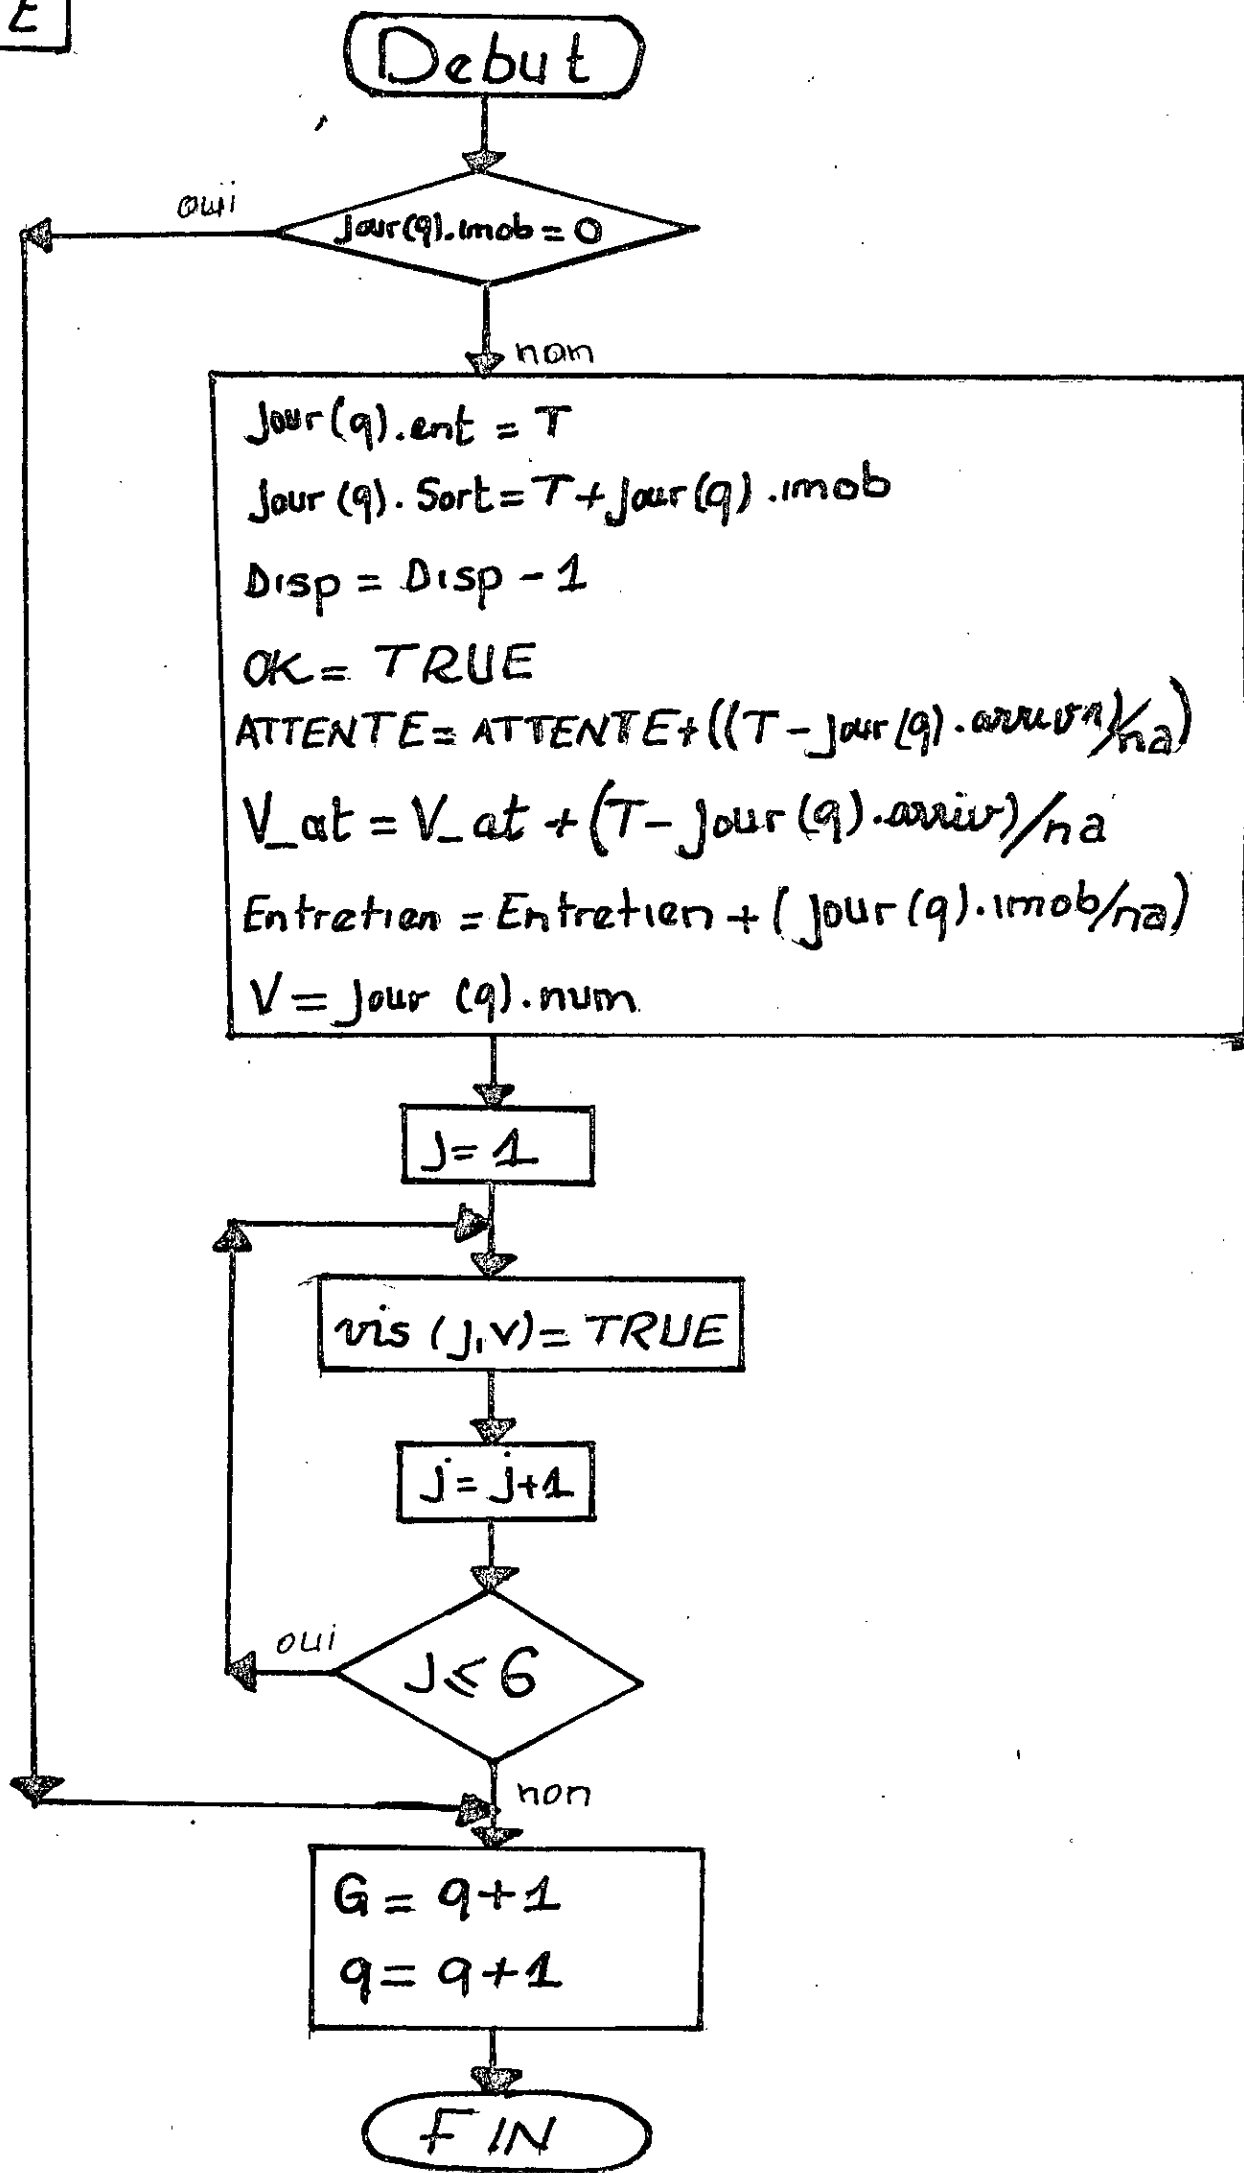 E
Debut
oui
jour(q).imob = 0
non
jour(q).ent = T
jour(q).Sort = T + jour(q).imob
Disp = Disp - 1
OK = TRUE
ATTENTE = ATTENTE + ((T - jour(q).
V_at = V_at + (T - jour(q).arriv)/na
Entretien = Entretien + (jour(q).imob/na)
V = jour (q).num
J = 1
vis (j,v) = TRUE
j = j+1
oui
J ≤ 6
non
G = q+1
q = q+1
FIN